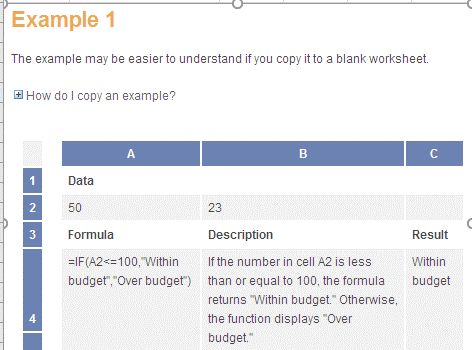 Example 1
The example may be easier to understand if you copy it to a blank worksheet.
How do I copy an example?
A B C
1 Data
2 50 23
3 Formula Description Result
=IF(A2<=100,"Within If the number in cell A2 is less Within
budget","Over budget") than or equal to 100, the formula budget
returns "Within budget." Otherwise,
4 the function displays "Over
budget."